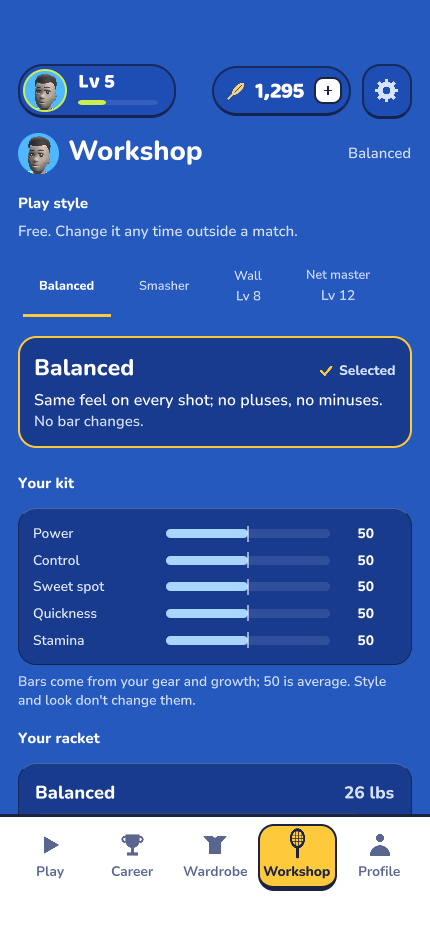 Lv 5
1,295
+
Workshop
Balanced
Play style
Free. Change it any time outside a match.
Balanced
Smasher
Wall
Lv 8
Net master
Lv 12
Balanced
Selected
Same feel on every shot; no pluses, no minuses.
No bar changes.
Your kit
Power 50
Control 50
Sweet spot 50
Quickness 50
Stamina 50
Bars come from your gear and growth; 50 is average. Style
and look don't change them.
Your racket
Balanced 26 lbs
Play
Career
Wardrobe
Workshop
Profile